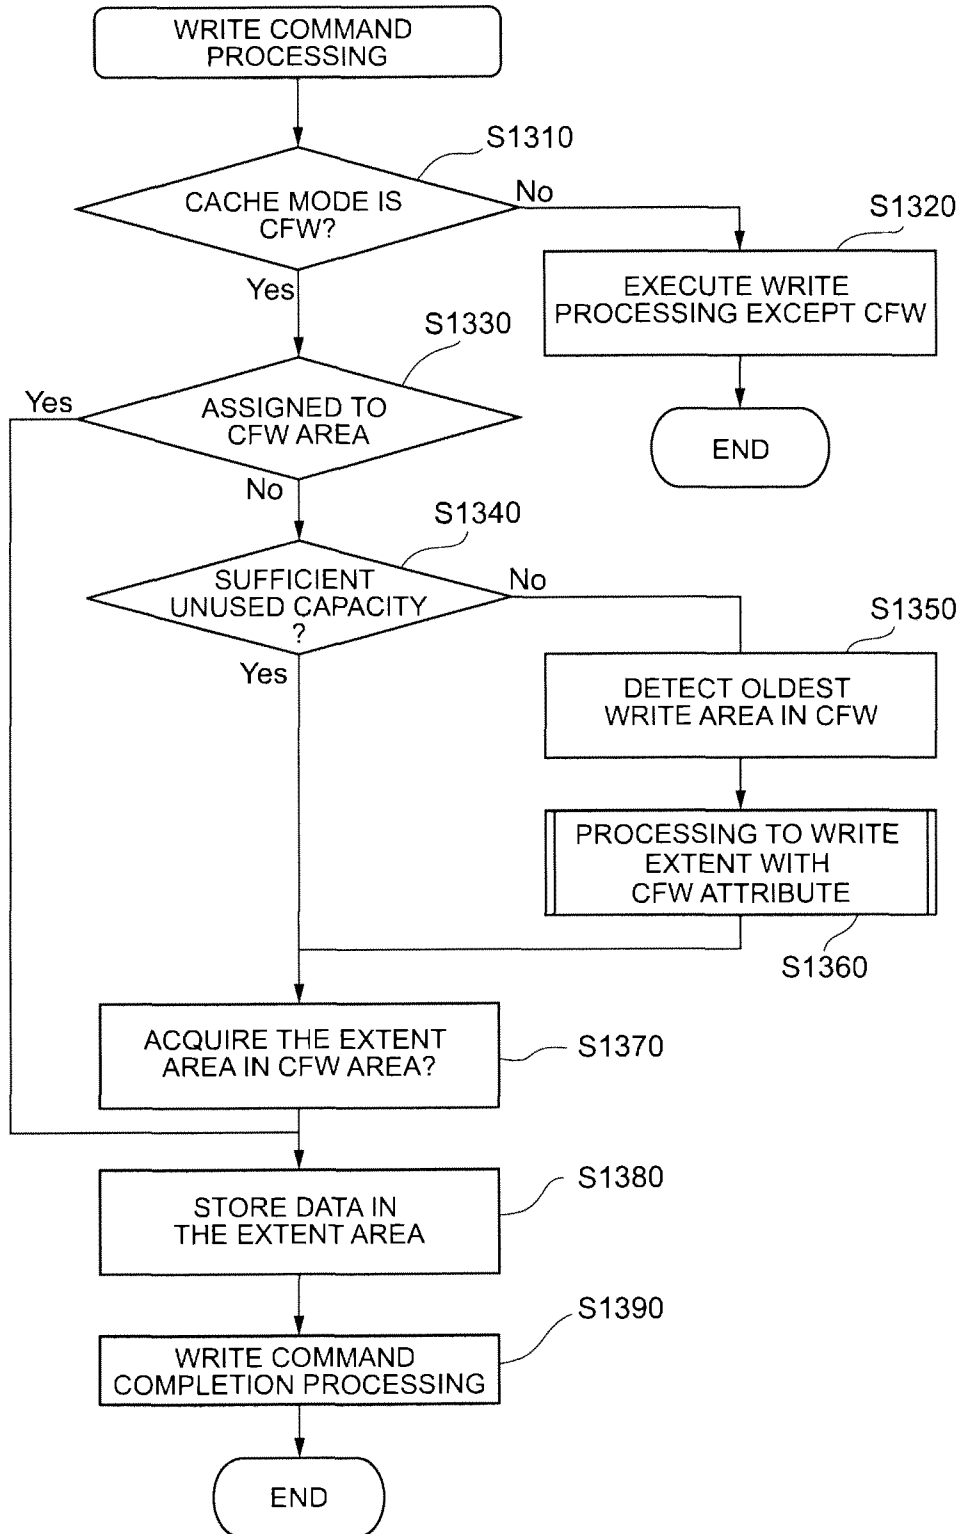 WRITE COMMAND
PROCESSING
S1310
CACHE MODE IS
CFW?
No
Yes
S1320
EXECUTE WRITE
PROCESSING EXCEPT CFW
END
S1330
Yes
ASSIGNED TO
CFW AREA
No
S1340
SUFFICIENT
UNUSED CAPACITY
?
No
Yes
S1350
DETECT OLDEST
WRITE AREA IN CFW
PROCESSING TO WRITE
EXTENT WITH
CFW ATTRIBUTE
S1360
ACQUIRE THE EXTENT
AREA IN CFW AREA?
S1370
STORE DATA IN
THE EXTENT AREA
S1380
WRITE COMMAND
COMPLETION PROCESSING
S1390
END